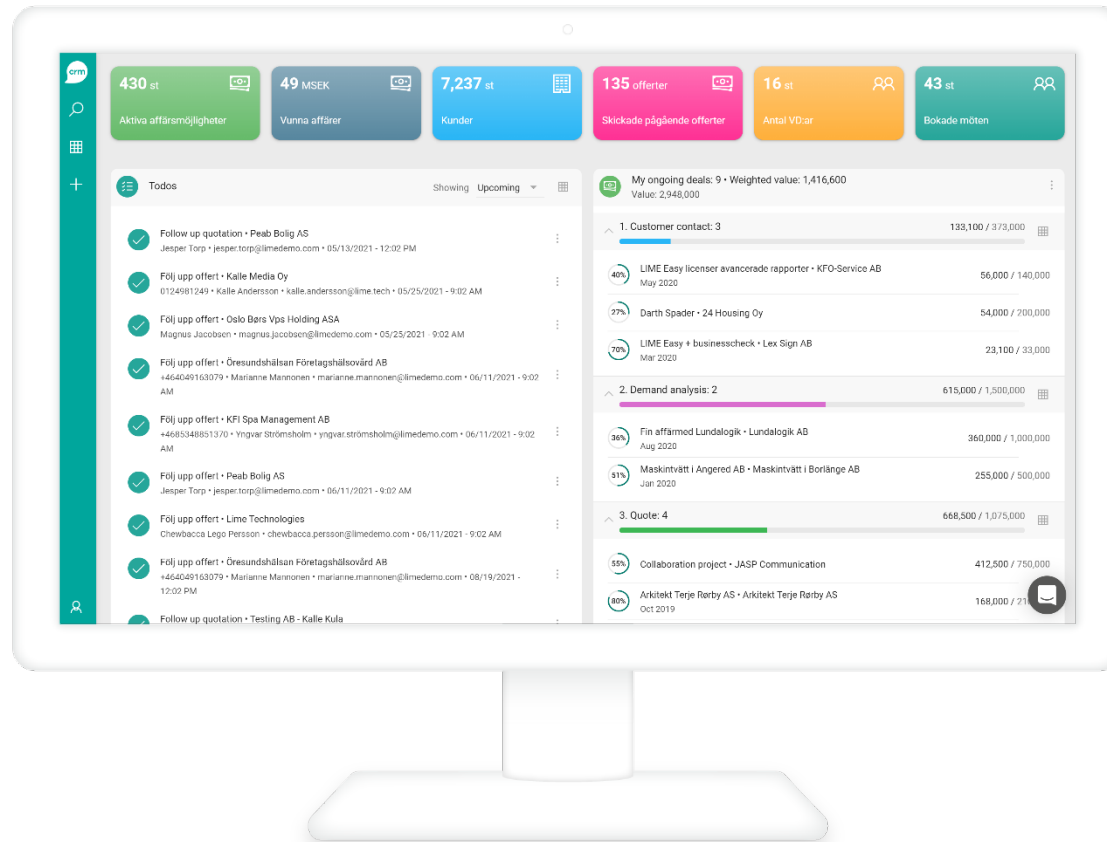 crm
430 st
Aktiva affärsmöjligheter
49 MSEK
Vunna affärer
7,237 st
Kunder
135 offerter
Skickade pågående offerter
16 st
Antal VD:ar
43 st
Bokade möten
Todos
Showing Upcoming
Follow up quotation • Peab Bolig AS
Jesper Torp • jesper.torp@limedemo.com • 05/13/2021 - 12:02 PM
Följ upp offert • Kalle Media Oy
0124981249 • Kalle Andersson • kalle.andersson@lime.tech • 05/25/2021 - 9:02 AM
Följ upp offert • Oslo Børs Vps Holding ASA
Magnus Jacobsen • magnus.jacobsen@limedemo.com • 05/25/2021 - 9:02 AM
Följ upp offert • Öresundshälsan Företagshälsovård AB
+464049163079 • Marianne Mannonen • marianne.mannonen@limedemo.com • 06/11/2021 - 9:02
AM
Följ upp offert • KFI Spa Management AB
+4685348851370 • Yngvar Strömsholm • yngvar.strömsholm@limedemo.com • 06/11/2021 - 9:02
AM
Följ upp offert • Peab Bolig AS
Jesper Torp • jesper.torp@limedemo.com • 06/11/2021 - 9:02 AM
Följ upp offert • Lime Technologies
Chewbacca Lego Persson • chewbacca.persson@limedemo.com • 06/11/2021 - 9:02 AM
Följ upp offert • Öresundshälsan Företagshälsovård AB
+464049163079 • Marianne Mannonen • marianne.mannonen@limedemo.com • 08/19/2021 -
12:02 PM
Follow up quotation • Testing AB - Kalle Kula
My ongoing deals: 9 • Weighted value: 1,416,600
Value: 2,948,000
1. Customer contact: 3 133,100 / 373,000
40% LIME Easy licenser avancerade rapporter • KFO-Service AB 56,000 / 140,000
May 2020
27% Darth Spader • 24 Housing Oy 54,000 / 200,000
70% LIME Easy + businesscheck • Lex Sign AB 23,100 / 33,000
Mar 2020
2. Demand analysis: 2 615,000 / 1,500,000
36% Fin affärmed Lundalogik • Lundalogik AB 360,000 / 1,000,000
Aug 2020
51% Maskintvätt i Angered AB • Maskintvätt i Borlänge AB 255,000 / 500,000
Jan 2020
3. Quote: 4 668,500 / 1,075,000
55% Collaboration project • JASP Communication 412,500 / 750,000
80% Arkitekt Terje Rørby AS • Arkitekt Terje Rørby AS 168,000 /
Oct 2019